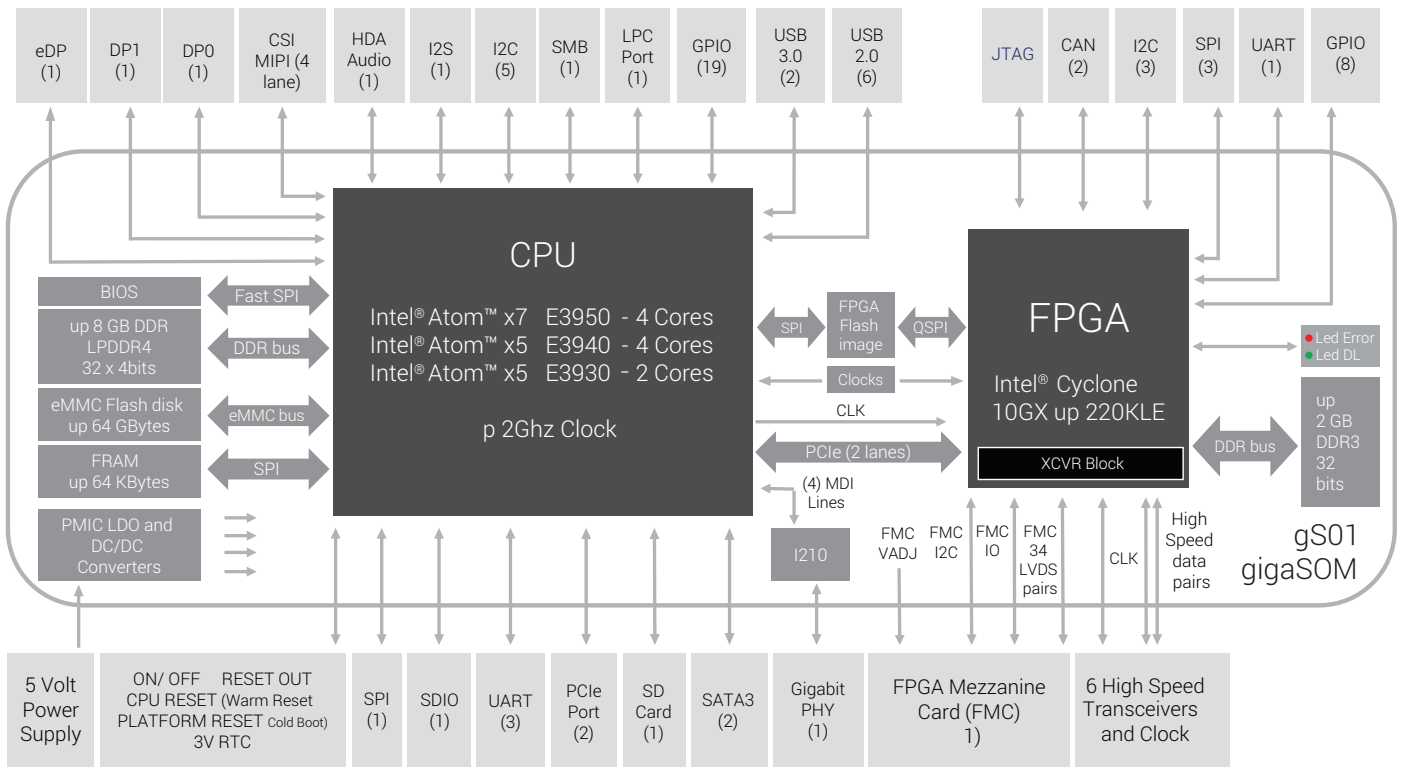 eDP
(1)
DP1
(1)
DP0
(1)
CSI
MIPI (4
lane)
HDA
Audio
(1)
I2S
(1)
I2C
(5)
SMB
(1)
LPC
Port
(1)
GPIO
(19)
USB
3.0
(2)
USB
2.0
(6)
JTAG
CAN
(2)
I2C
(3)
SPI
(3)
UART
(1)
GPIO
(8)
BIOS
Fast SPI
up 8 GB DDR
LPDDR4
32 x 4bits
DDR bus
eMMC Flash disk
up 64 GBytes
eMMC bus
FRAM
up 64 KBytes
SPI
PMIC LDO and
DC/DC
Converters
CPU
Intel® Atom™ x7 E3950 - 4 Cores
Intel® Atom™ x5 E3940 - 4 Cores
Intel® Atom™ x5 E3930 - 2 Cores
p 2Ghz Clock
SPI
FPGA
Flash
image
QSPI
Clocks
CLK
PCIe (2 lanes)
(4) MDI
Lines
I210
FPGA
Intel® Cyclone
10GX up 220KLE
XCVR Block
Led Error
Led DL
DDR bus
up
2 GB
DDR3
32
bits
FMC
VADJ
FMC
I2C
FMC
IO
FMC
34
LVDS
pairs
CLK
High
Speed
data
pairs
gS01
gigaSOM
5 Volt
Power
Supply
ON/ OFF RESET OUT
CPU RESET (Warm Reset
PLATFORM RESET Cold Boot)
3V RTC
SPI
(1)
SDIO
(1)
UART
(3)
PCIe
Port
(2)
SD
Card
(1)
SATA3
(2)
Gigabit
PHY
(1)
FPGA Mezzanine
Card (FMC)
1)
6 High Speed
Transceivers
and Clock